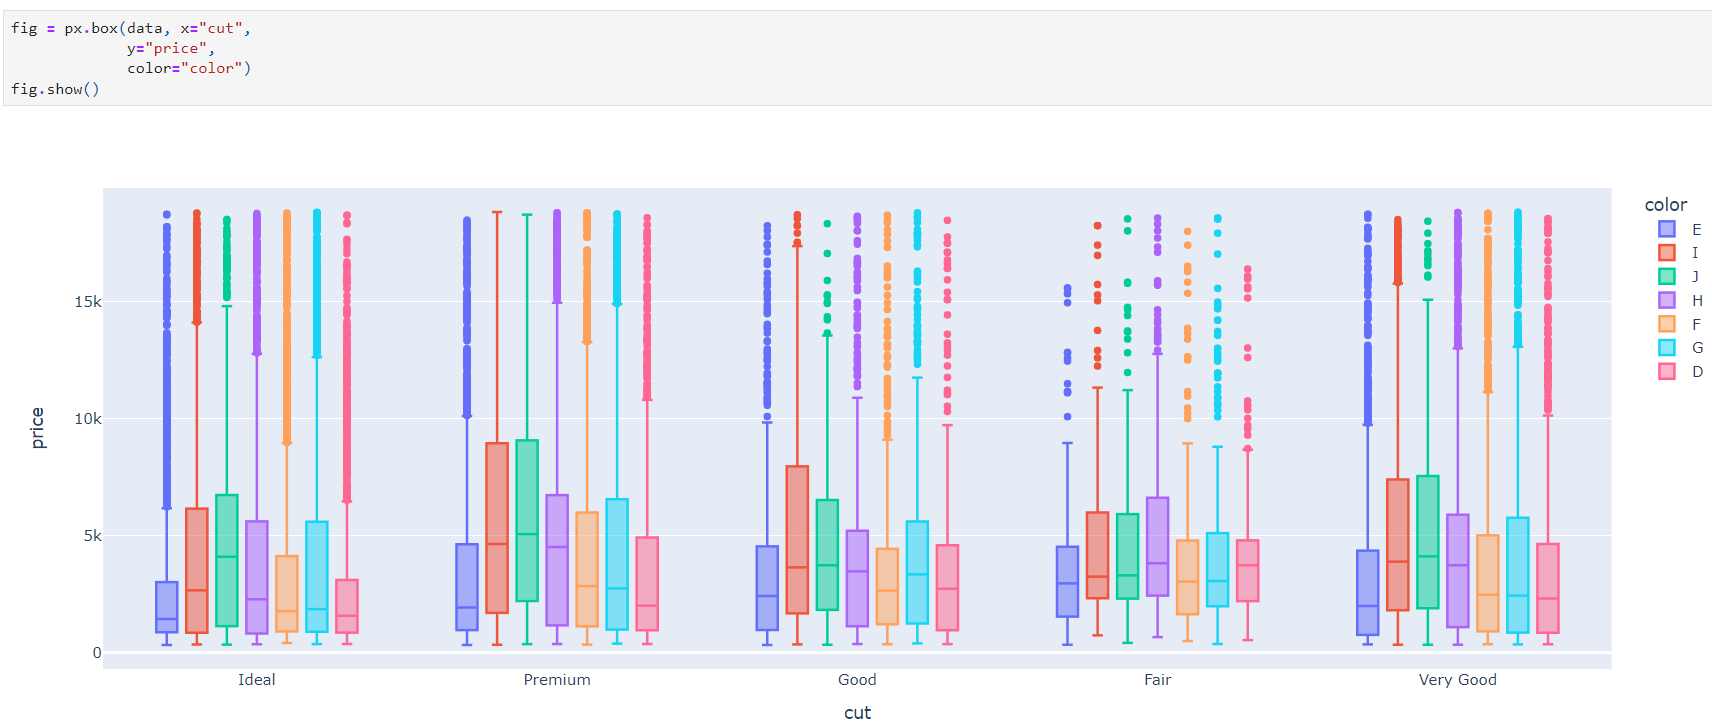 fig = px.box(data, x="cut",
             y="price",
             color="color")
fig.show()
color
E
I
J
H
F
G
D
15k
10k
5k
0
price
Ideal Premium Good Fair Very Good
cut